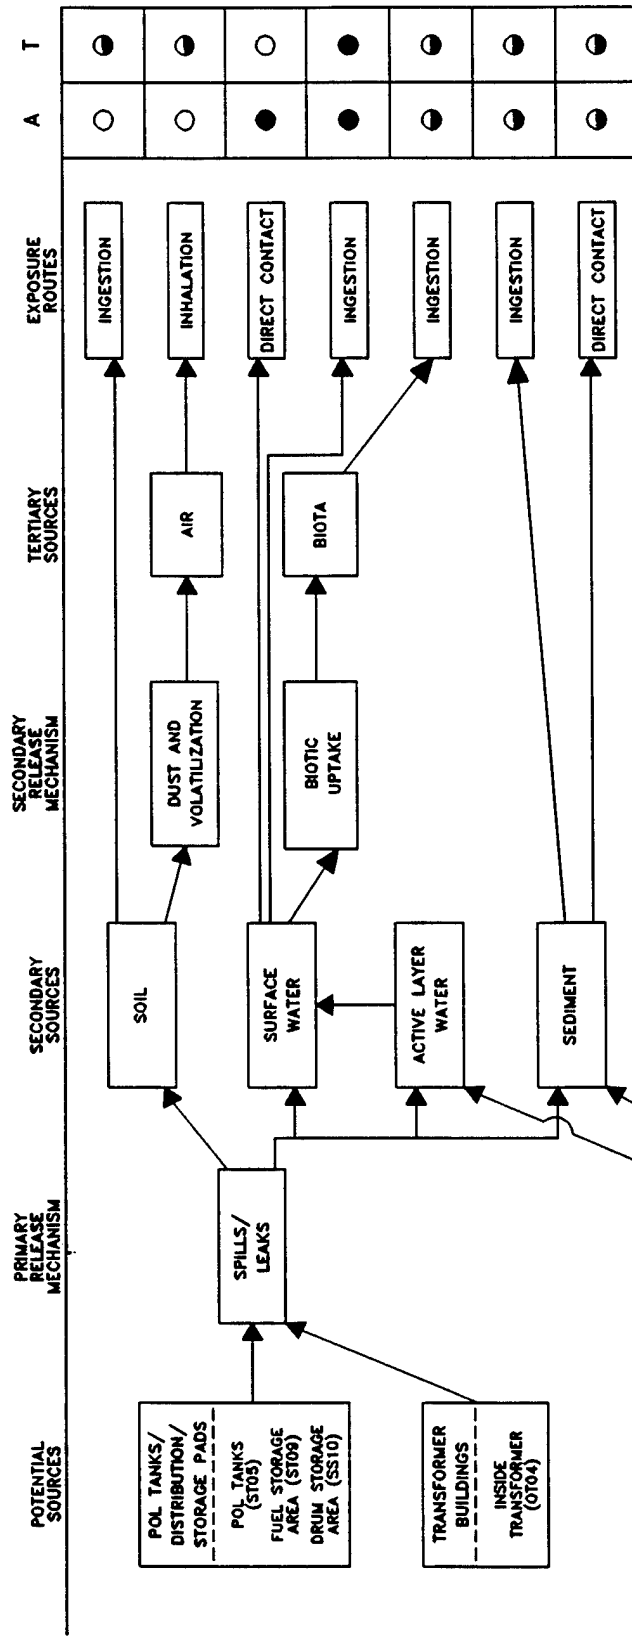 POTENTIAL
SOURCES
PRIMARY
RELEASE
MECHANISM
SECONDARY
SOURCES
SECONDARY
RELEASE
MECHANISM
TERTIARY
SOURCES
EXPOSURE
ROUTES
A
T
POL TANKS/
DISTRIBUTION/
STORAGE PADS
POL TANKS
(ST05)
FUEL STORAGE
AREA (ST09)
DRUM STORAGE
AREA (SS10)
TRANSFORMER
BUILDINGS
INSIDE
TRANSFORMER
(OT04)
SPILLS/
LEAKS
SOIL
SURFACE
WATER
ACTIVE LAYER
WATER
SEDIMENT
DUST AND
VOLATILIZATION
BIOTIC
UPTAKE
AIR
BIOTA
INGESTION
INHALATION
DIRECT CONTACT
INGESTION
INGESTION
INGESTION
DIRECT CONTACT